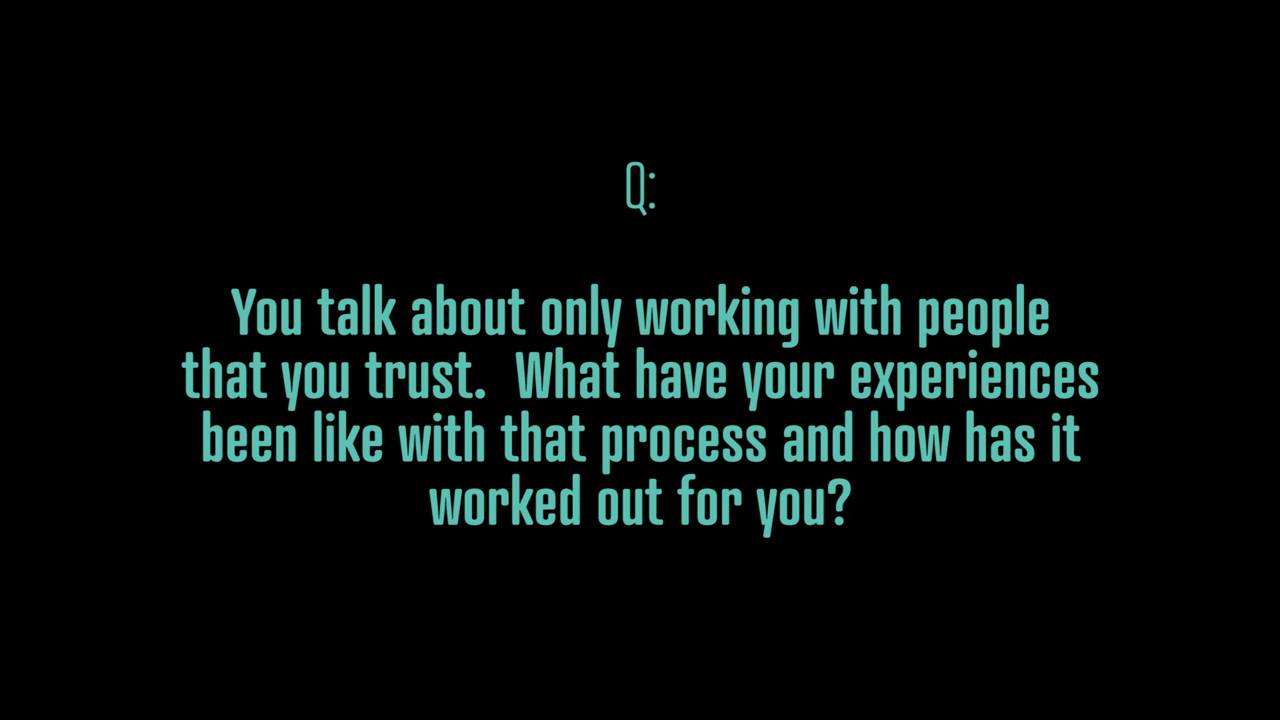 Q:
You talk about only working with people
that you trust.  What have your experiences
been like with that process and how has it
worked out for you?